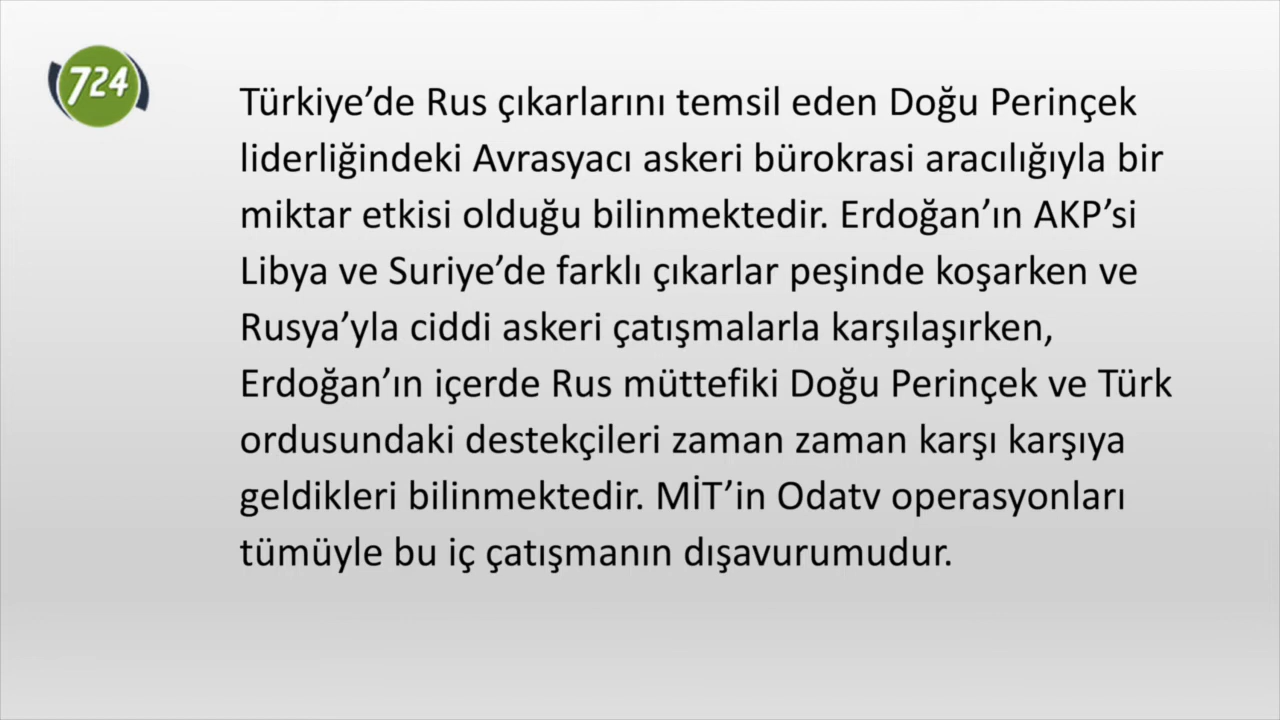 724
Türkiye’de Rus çıkarlarını temsil eden Doğu Perinçek
liderliğindeki Avrasyacı askeri bürokrasi aracılığıyla bir
miktar etkisi olduğu bilinmektedir. Erdoğan’ın AKP’si
Libya ve Suriye’de farklı çıkarlar peşinde koşarken ve
Rusya’yla ciddi askeri çatışmalarla karşılaşırken,
Erdoğan’ın içerde Rus müttefiki Doğu Perinçek ve Türk
ordusundaki destekçileri zaman zaman karşı karşıya
geldikleri bilinmektedir. MİT’in Odatv operasyonları
tümüyle bu iç çatışmanın dışavurumudur.